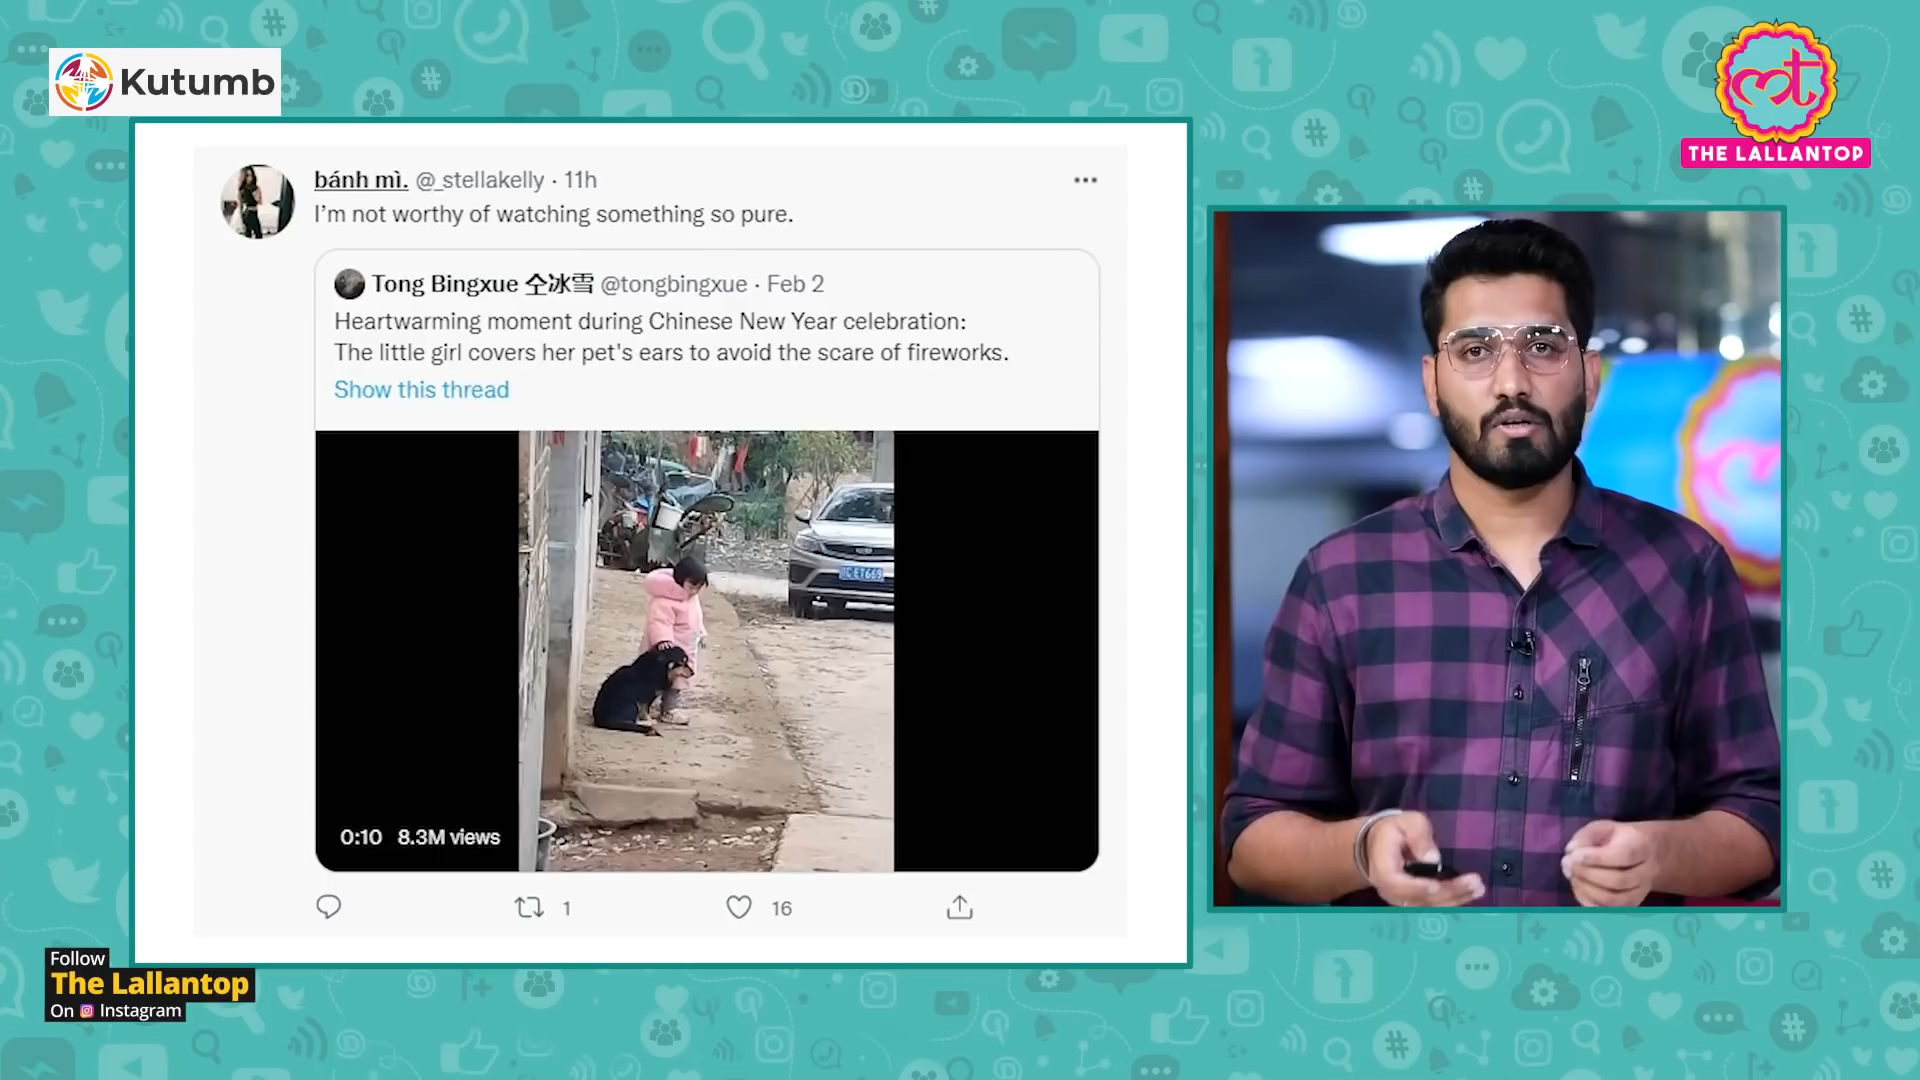 Kutumb
THE LALLANTOP
bánh mì. @_stellakelly · 11h
I'm not worthy of watching something so pure.
Tong Bingxue 仝冰雪 @tongbingxue · Feb 2
Heartwarming moment during Chinese New Year celebration:
The little girl covers her pet's ears to avoid the scare of fireworks.
Show this thread
0:10 8.3M views
1 16
Follow
The Lallantop
On Instagram